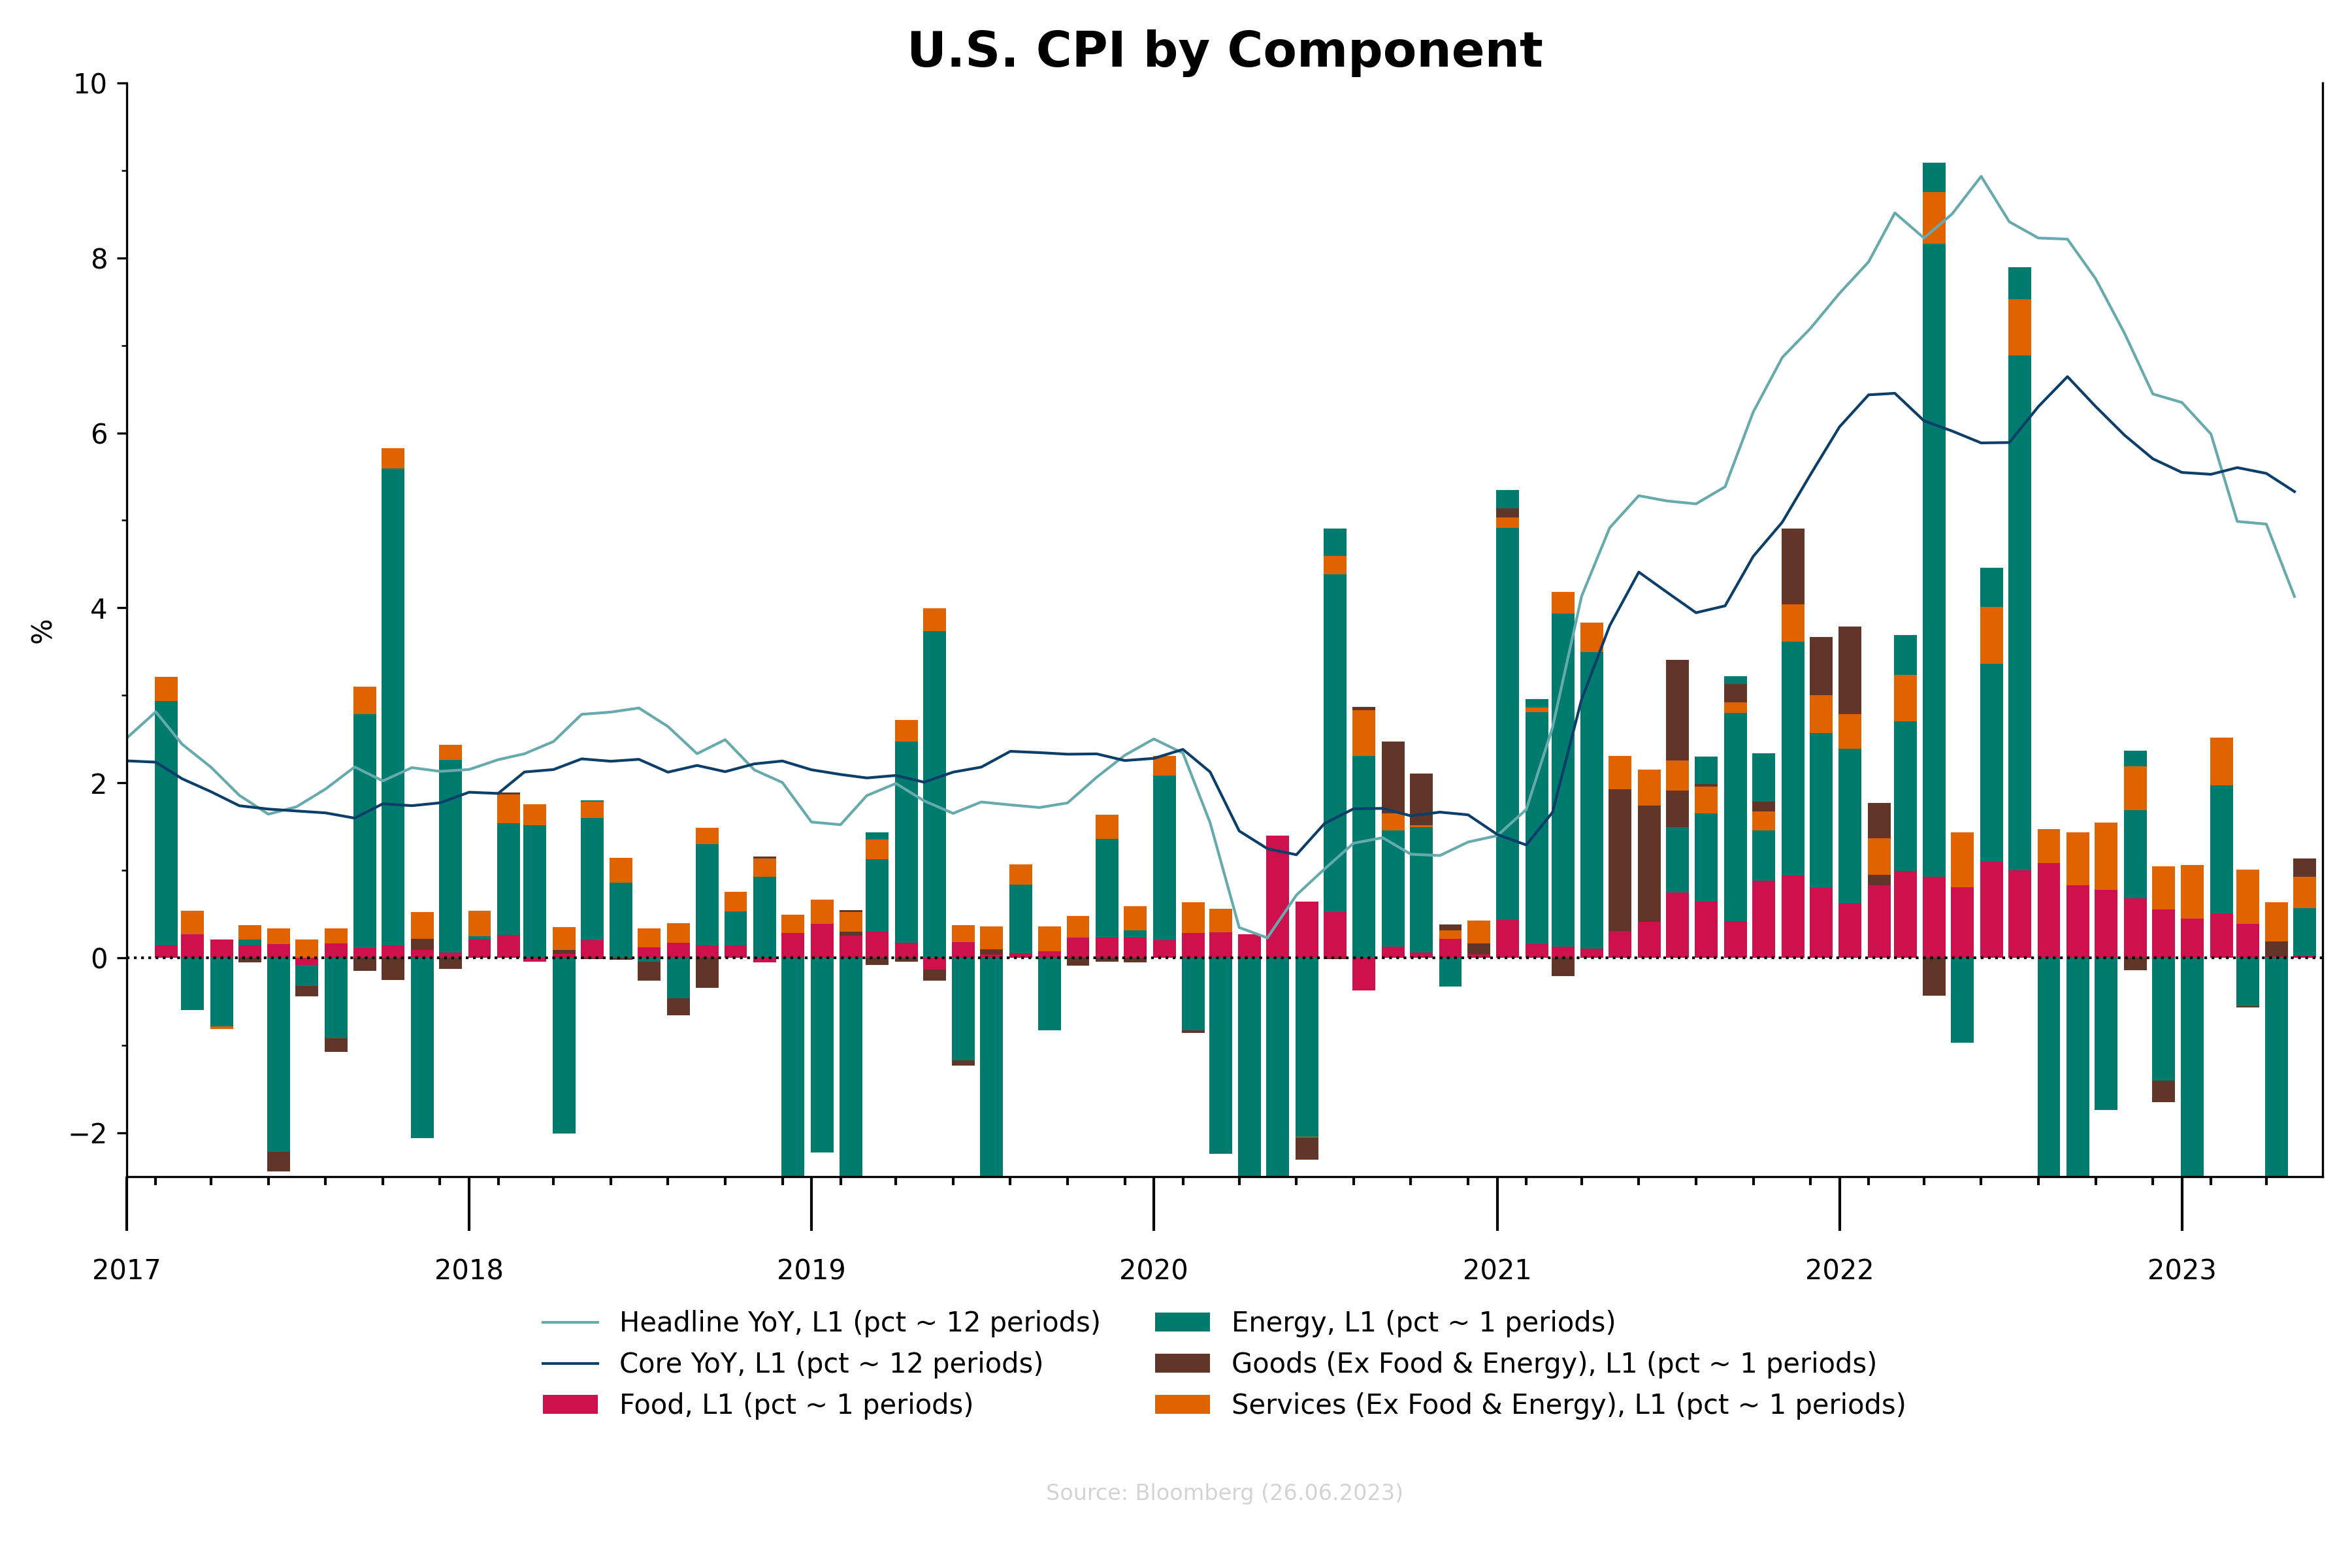 U.S. CPI by Component
10
8
6
4
2
0
−2
%
2017 2018 2019 2020 2021 2022 2023
Headline YoY, L1 (pct ~ 12 periods)
Core YoY, L1 (pct ~ 12 periods)
Food, L1 (pct ~ 1 periods)
Energy, L1 (pct ~ 1 periods)
Goods (Ex Food & Energy), L1 (pct ~ 1 periods)
Services (Ex Food & Energy), L1 (pct ~ 1 periods)
Source: Bloomberg (26.06.2023)